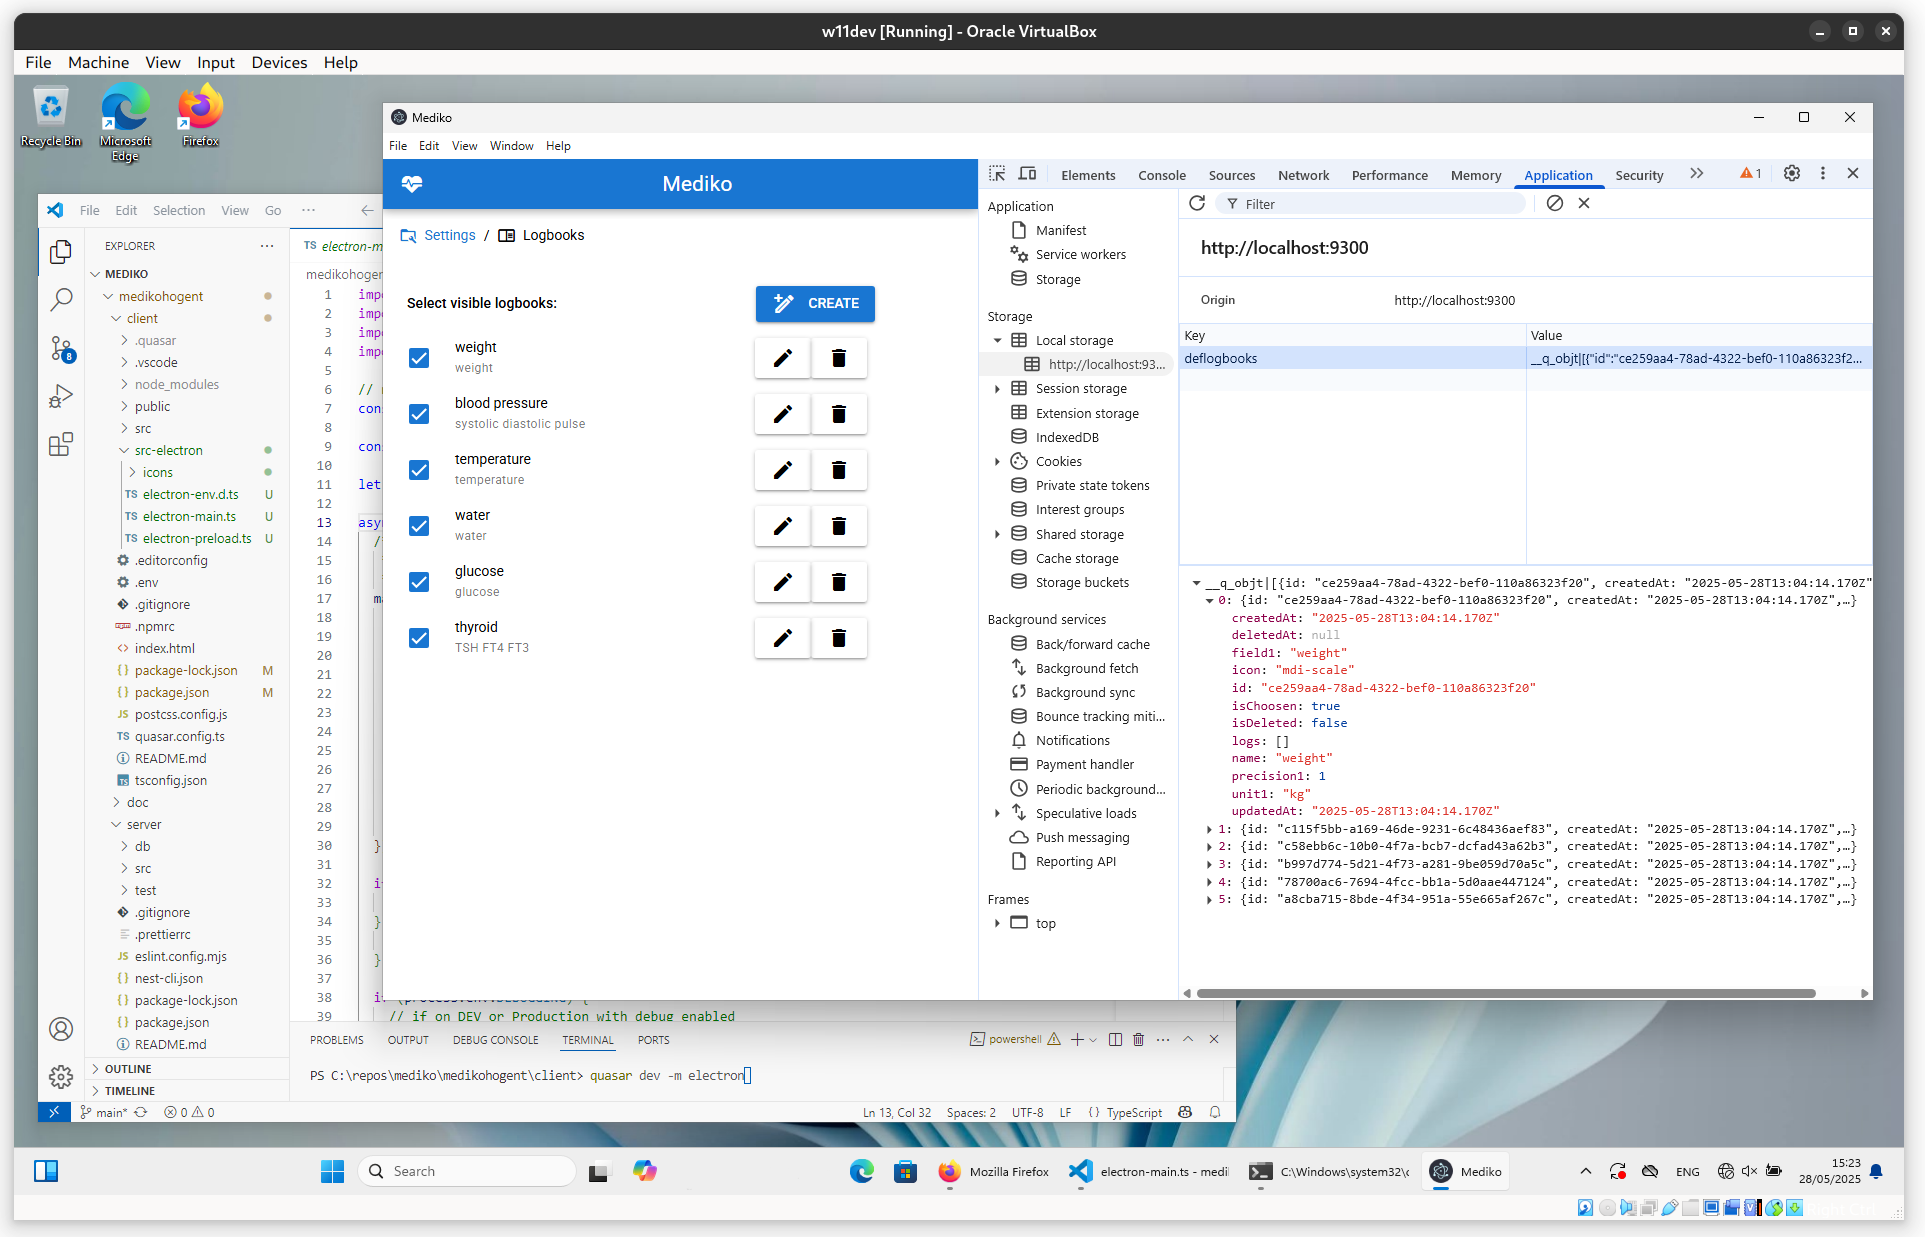 w11dev [Running] - Oracle VirtualBox
File Machine View Input Devices Help
Recycle Bin
Microsoft Edge
Firefox
Mediko
File Edit View Window Help
Mediko
Settings / Logbooks
Select visible logbooks:
CREATE
weight
weight
blood pressure
systolic diastolic pulse
temperature
temperature
water
water
glucose
glucose
thyroid
TSH FT4 FT3
Elements Console Sources Network Performance Memory Application Security 1
Application
Manifest
Service workers
Storage
Storage
Local storage
http://localhost:93...
Session storage
Extension storage
IndexedDB
Cookies
Private state tokens
Interest groups
Shared storage
Cache storage
Storage buckets
Background services
Back/forward cache
Background fetch
Background sync
Bounce tracking miti...
Notifications
Payment handler
Periodic background...
Speculative loads
Push messaging
Reporting API
Frames
top
Filter
http://localhost:9300
Origin http://localhost:9300
Key Value
deflogbooks __q_objt|[{"id":"ce259aa4-78ad-4322-bef0-110a86323f2...
__q_objt|[{id: "ce259aa4-78ad-4322-bef0-110a86323f20", createdAt: "2025-05-28T13:04:14.170Z"
0: {id: "ce259aa4-78ad-4322-bef0-110a86323f20", createdAt: "2025-05-28T13:04:14.170Z",…}
createdAt: "2025-05-28T13:04:14.170Z"
deletedAt: null
field1: "weight"
icon: "mdi-scale"
id: "ce259aa4-78ad-4322-bef0-110a86323f20"
isChoosen: true
isDeleted: false
logs: []
name: "weight"
precision1: 1
unit1: "kg"
updatedAt: "2025-05-28T13:04:14.170Z"
1: {id: "c115f5bb-a169-46de-9231-6c48436aef83", createdAt: "2025-05-28T13:04:14.170Z",…}
2: {id: "c58ebb6c-10b0-4f7a-bcb7-dcfad43a62b3", createdAt: "2025-05-28T13:04:14.170Z",…}
3: {id: "b997d774-5d21-4f73-a281-9be059d70a5c", createdAt: "2025-05-28T13:04:14.170Z",…}
4: {id: "78700ac6-7694-4fcc-bb1a-5d0aae447124", createdAt: "2025-05-28T13:04:14.170Z",…}
5: {id: "a8cba715-8bde-4f34-951a-55e665af267c", createdAt: "2025-05-28T13:04:14.170Z",…}
File Edit Selection View Go ...
EXPLORER ...
MEDIKO
medikohogent
client
.quasar
.vscode
node_modules
public
src
src-electron
icons
TS electron-env.d.ts U
TS electron-main.ts U
TS electron-preload.ts U
.editorconfig
.env
.gitignore
.npmrc
index.html
package-lock.json M
package.json M
JS postcss.config.js
TS quasar.config.ts
README.md
tsconfig.json
doc
server
db
src
test
.gitignore
.prettierrc
JS eslint.config.mjs
nest-cli.json
package-lock.json
package.json
README.md
OUTLINE
TIMELINE
8
TS electron-m
medikohogen
1 impo
2 impo
3 impo
4 impo
5
6 //
7 cons
8
9 cons
10
11 let
12
13 asyn
14 /
15
16
17 ma
18
19
20
21
22
23
24
25
26
27
28
29
30 }
31
32 i
33
34 }
35
36 }
37
38
39 // if on DEV or Production with debug enabled
PROBLEMS OUTPUT DEBUG CONSOLE TERMINAL PORTS powershell
PS C:\repos\mediko\medikohogent\client> quasar dev -m electron
main* 0 0 Ln 13, Col 32 Spaces: 2 UTF-8 LF {} TypeScript
Search Mozilla Firefox electron-main.ts - medi C:\Windows\system32\c Mediko ENG 15:23
28/05/2025